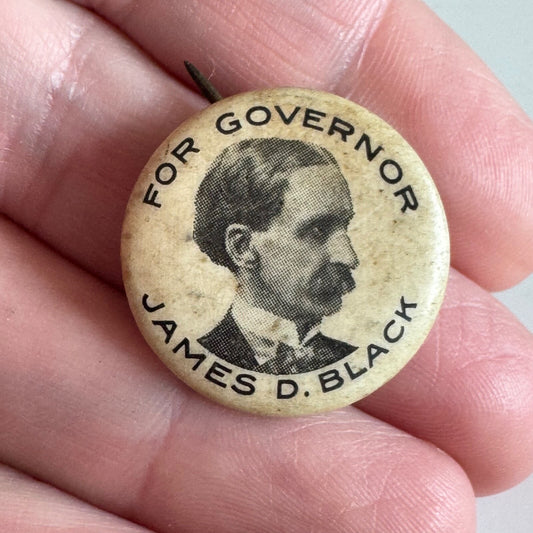 FOR GOVERNOR
JAMES D. BLACK